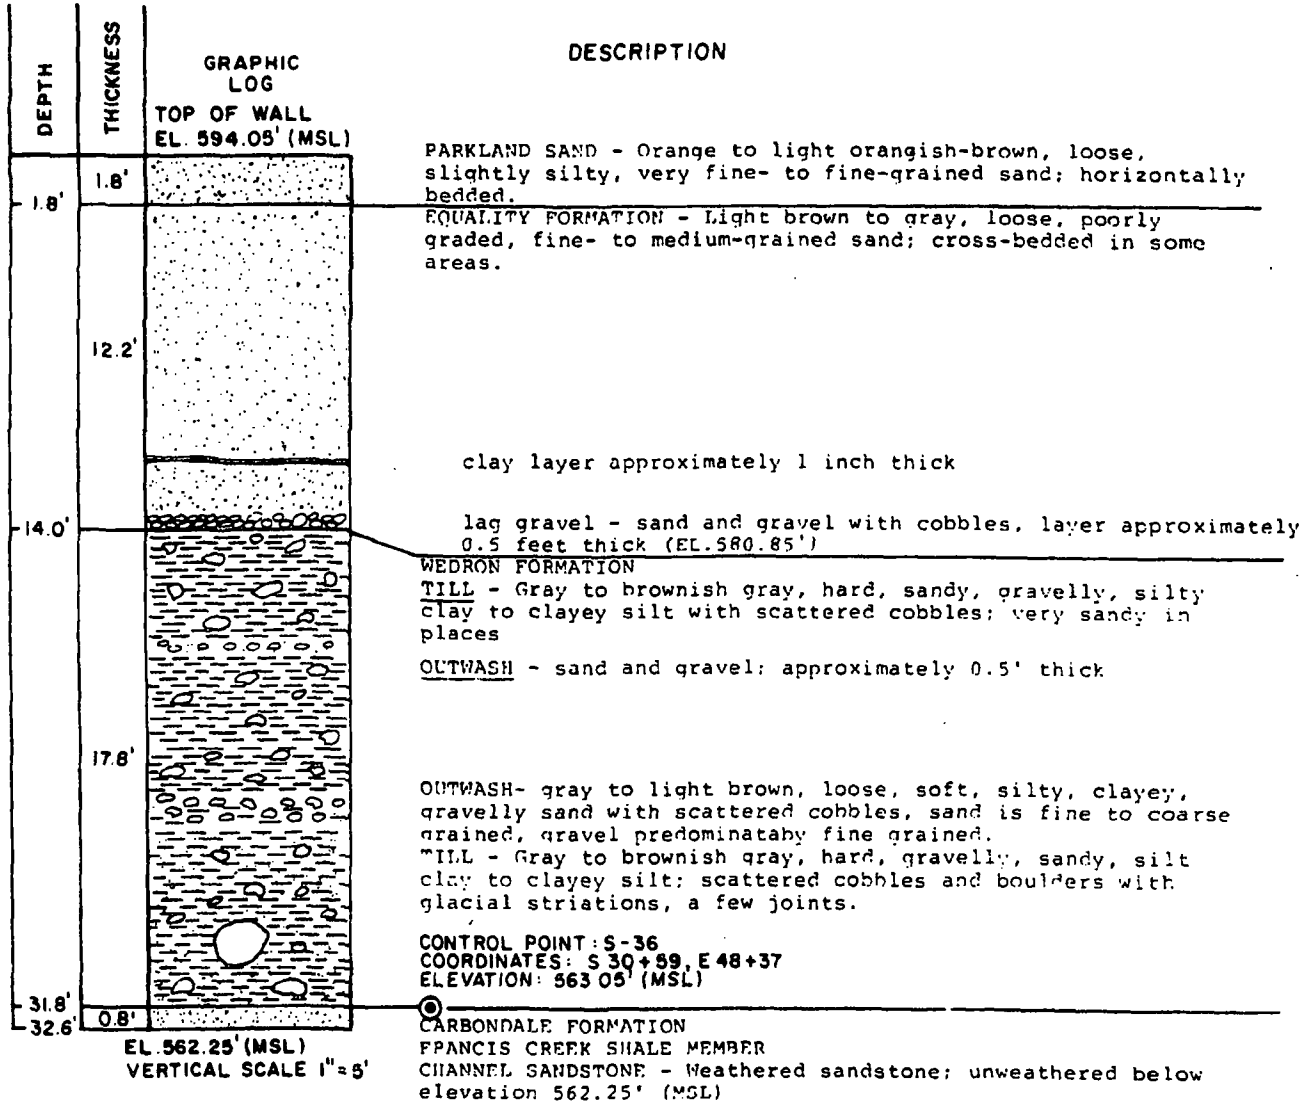 DEPTH
THICKNESS
GRAPHIC
LOG
TOP OF WALL
EL. 594.05' (MSL)
DESCRIPTION
1.8'
1.8'
PARKLAND SAND - Orange to light orangish-brown, loose,
slightly silty, very fine- to fine-grained sand; horizontally
bedded.
EQUALITY FORMATION - Light brown to gray, loose, poorly
graded, fine- to medium-grained sand; cross-bedded in some
areas.
12.2'
clay layer approximately 1 inch thick
14.0'
lag gravel - sand and gravel with cobbles, layer approximately
0.5 feet thick (EL.580.85')
WEDRON FORMATION
TILL - Gray to brownish gray, hard, sandy, gravelly, silty
clay to clayey silt with scattered cobbles; very sandy in
places
OUTWASH - sand and gravel; approximately 0.5' thick
17.8'
OUTWASH- gray to light brown, loose, soft, silty, clayey,
gravelly sand with scattered cobbles, sand is fine to coarse
grained, gravel predominataby fine grained.
TILL - Gray to brownish gray, hard, gravelly, sandy, silt
clay to clayey silt; scattered cobbles and boulders with
glacial striations, a few joints.
CONTROL POINT: S-36
COORDINATES: S 30+59, E 48+37
ELEVATION: 563 05' (MSL)
31.8'
32.6'
0.8'
EL.562.25' (MSL)
VERTICAL SCALE 1"=5'
CARBONDALE FORMATION
FRANCIS CREEK SHALE MEMBER
CHANNEL SANDSTONE - Weathered sandstone; unweathered below
elevation 562.25' (MSL)